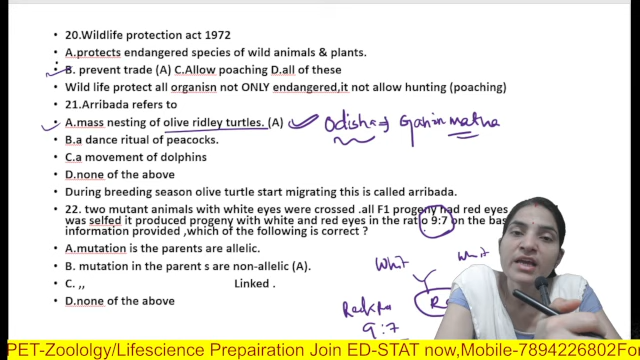 20.Wildlife protection act 1972
A.protects endangered species of wild animals & plants.
B. prevent trade (A) C.Allow poaching D.all of these
Wild life protect all organisn not ONLY endangered,it not allow hunting (poaching)
21.Arribada refers to
A.mass nesting of olive ridley turtles. (A)
Odisha → Gahirmatha
B.a dance ritual of peacocks.
C.a movement of dolphins
D.none of the above
During breeding season olive turtle start migrating this is called arribada.
22. two mutant animals with white eyes were crossed .all F1 progeny had red eyes
was selfed it produced progeny with white and red eyes in the ratio 9:7 on the bas
information provided ,which of the following is correct ?
A.mutation is the parents are allelic.
whit whit
B. mutation in the parent s are non-allelic (A).
C. ,, Linked .
D.none of the above
9:7
PET-Zoololgy/Lifescience Prepairation Join ED-STAT now,Mobile-7894226802Fo